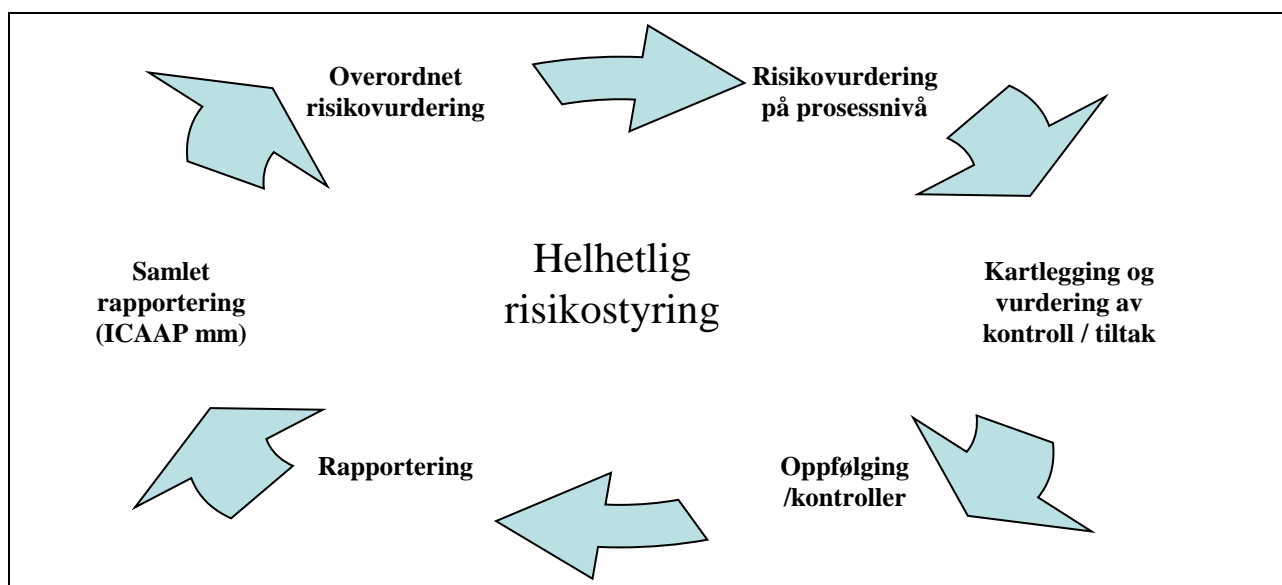 Overordnet
risikovurdering
Risikovurdering
på prosessnivå
Kartlegging og
vurdering av
kontroll / tiltak
Oppfølging
/kontroller
Rapportering
Samlet
rapportering
(ICAAP mm)
Helhetlig
risikostyring